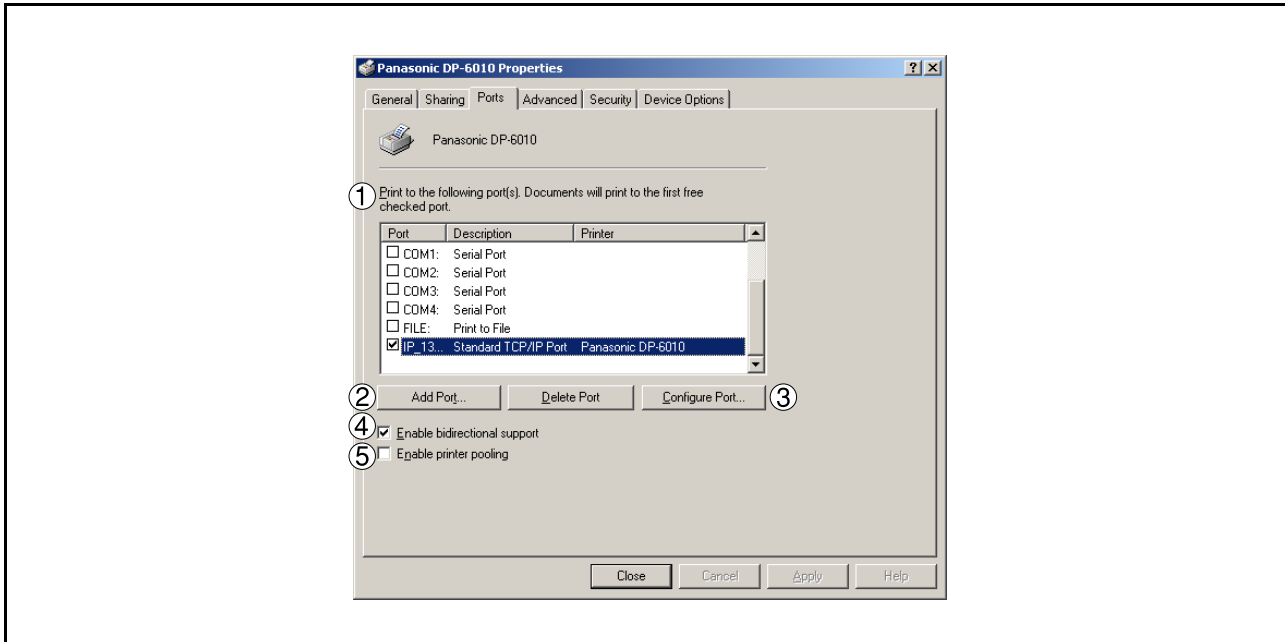 Panasonic DP-6010 Properties
General Sharing Ports Advanced Security Device Options
Panasonic DP-6010
① Print to the following port(s). Documents will print to the first free
checked port.
Port Description Printer
COM1: Serial Port
COM2: Serial Port
COM3: Serial Port
COM4: Serial Port
FILE: Print to File
IP_13... Standard TCP/IP Port Panasonic DP-6010
② Add Port... Delete Port Configure Port... ③
④ Enable bidirectional support
⑤ Enable printer pooling
Close Cancel Apply Help